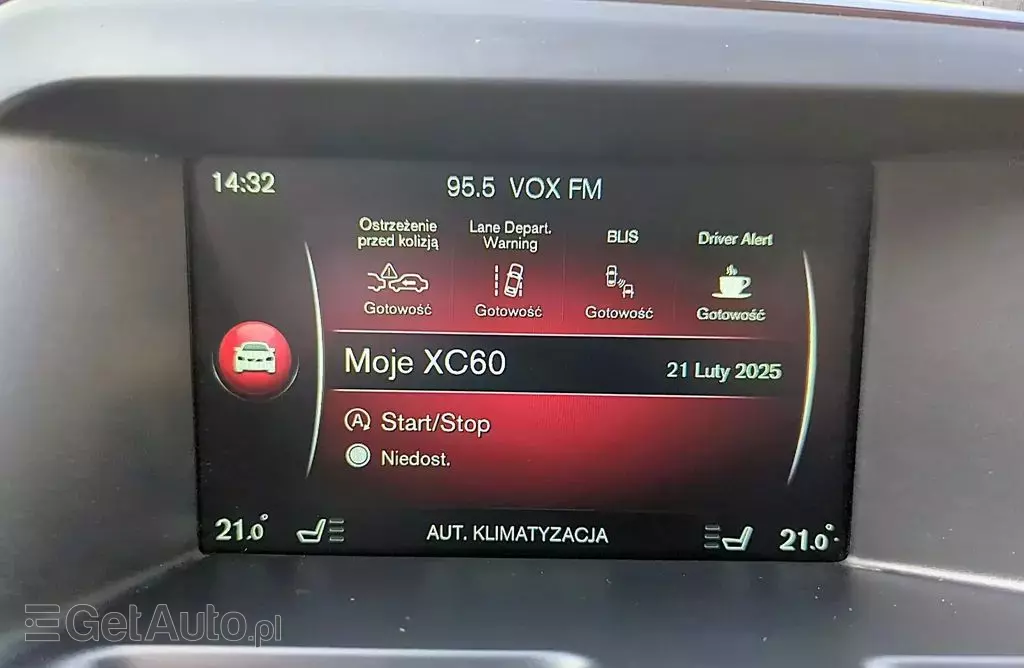 14:32
95.5 VOX FM
Ostrzeżenie
przed kolizją
Lane Depart.
Warning
BLIS
Driver Alert
Gotowość
Gotowość
Gotowość
Gotowość
Moje XC60
21 Luty 2025
A Start/Stop
Niedost.
21.0°
AUT. KLIMATYZACJA
21.0°
GetAuto.pl